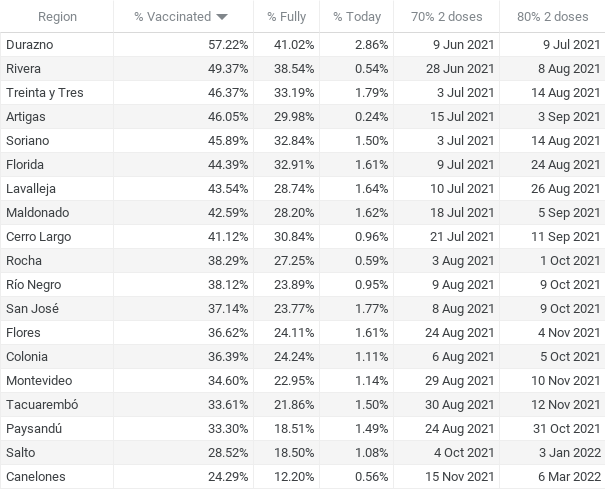 Region % Vaccinated % Fully % Today 70% 2 doses 80% 2 doses
Durazno 57.22% 41.02% 2.86% 9 Jun 2021 9 Jul 2021
Rivera 49.37% 38.54% 0.54% 28 Jun 2021 8 Aug 2021
Treinta y Tres 46.37% 33.19% 1.79% 3 Jul 2021 14 Aug 2021
Artigas 46.05% 29.98% 0.24% 15 Jul 2021 3 Sep 2021
Soriano 45.89% 32.84% 1.50% 3 Jul 2021 14 Aug 2021
Florida 44.39% 32.91% 1.61% 9 Jul 2021 24 Aug 2021
Lavalleja 43.54% 28.74% 1.64% 10 Jul 2021 26 Aug 2021
Maldonado 42.59% 28.20% 1.62% 18 Jul 2021 5 Sep 2021
Cerro Largo 41.12% 30.84% 0.96% 21 Jul 2021 11 Sep 2021
Rocha 38.29% 27.25% 0.59% 3 Aug 2021 1 Oct 2021
Río Negro 38.12% 23.89% 0.95% 9 Aug 2021 9 Oct 2021
San José 37.14% 23.77% 1.77% 8 Aug 2021 9 Oct 2021
Flores 36.62% 24.11% 1.61% 24 Aug 2021 4 Nov 2021
Colonia 36.39% 24.24% 1.11% 6 Aug 2021 5 Oct 2021
Montevideo 34.60% 22.95% 1.14% 29 Aug 2021 10 Nov 2021
Tacuarembó 33.61% 21.86% 1.50% 30 Aug 2021 12 Nov 2021
Paysandú 33.30% 18.51% 1.49% 24 Aug 2021 31 Oct 2021
Salto 28.52% 18.50% 1.08% 4 Oct 2021 3 Jan 2022
Canelones 24.29% 12.20% 0.56% 15 Nov 2021 6 Mar 2022